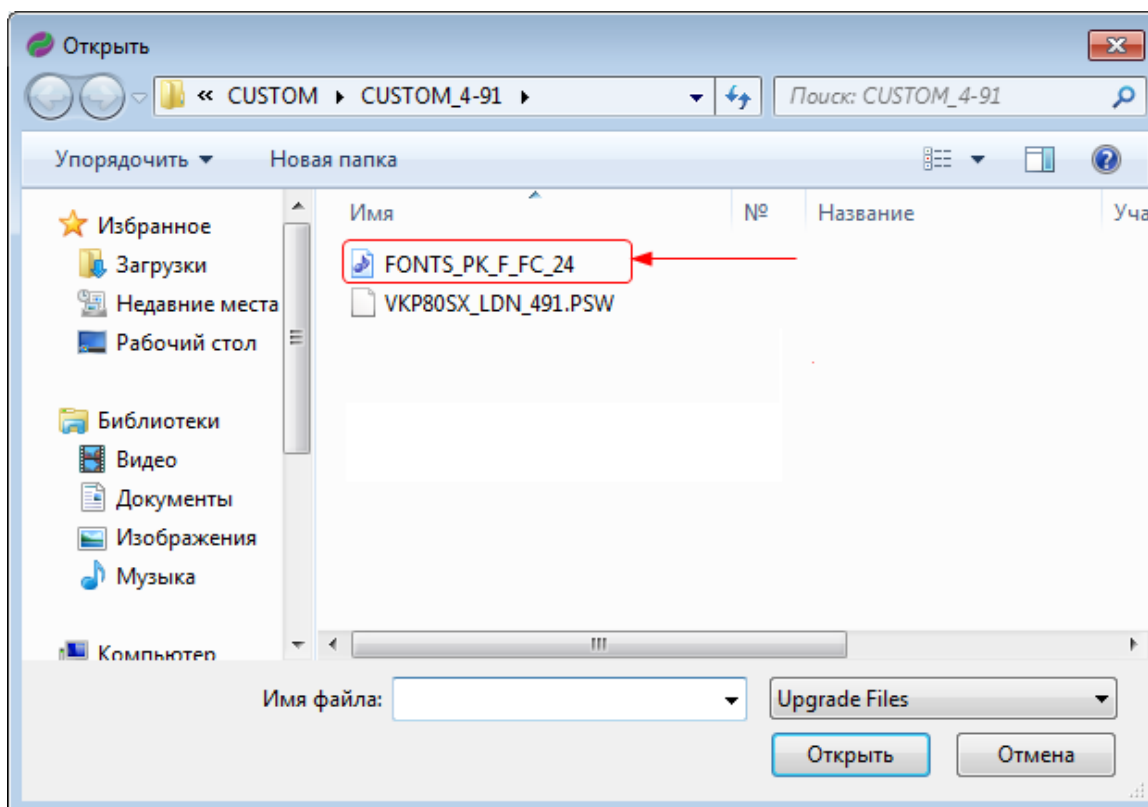 Открыть
« CUSTOM CUSTOM_4-91
Поиск: CUSTOM_4-91
Упорядочить Новая папка
Избранное
Загрузки
Недавние места
Рабочий стол
Библиотеки
Видео
Документы
Изображения
Музыка
Компьютер
Имя № Название Уча
FONTS_PK_F_FC_24
VKP80SX_LDN_491.PSW
Имя файла: Upgrade Files
Открыть Отмена